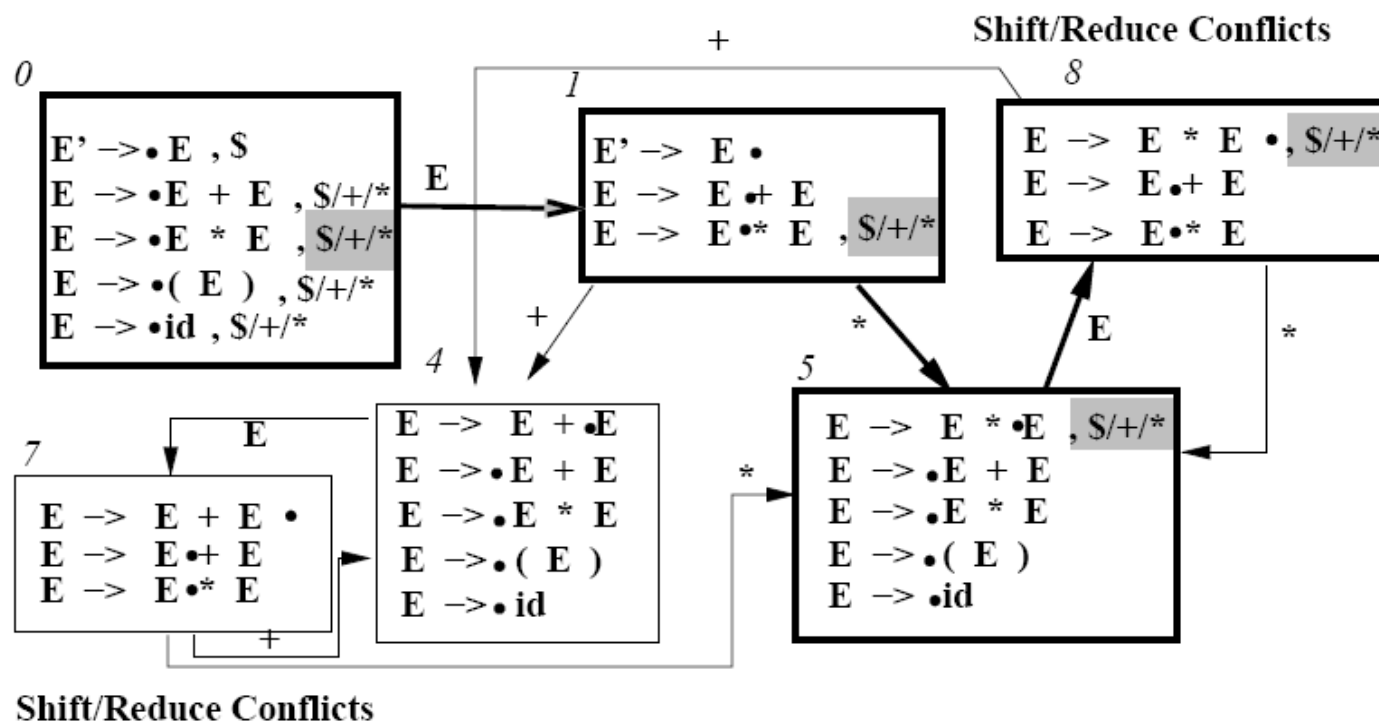 Shift/Reduce Conflicts
+
0
E' −>• E , $
E −> •E + E , $/+/*
E −> •E * E , $/+/*
E −> •( E ) , $/+/*
E −> •id , $/+/*
E
1
E' −> E •
E −> E •+ E
E −> E •* E , $/+/*
8
E −> E * E •, $/+/*
E −> E •+ E
E −> E •* E
+
*
E
*
4
E −> E + •E
E −> •E + E
E −> •E * E
E −> •( E )
E −> •id
5
E −> E * •E , $/+/*
E −> •E + E
E −> •E * E
E −> •( E )
E −> •id
E
7
E −> E + E •
E −> E •+ E
E −> E •* E
+
*
Shift/Reduce Conflicts